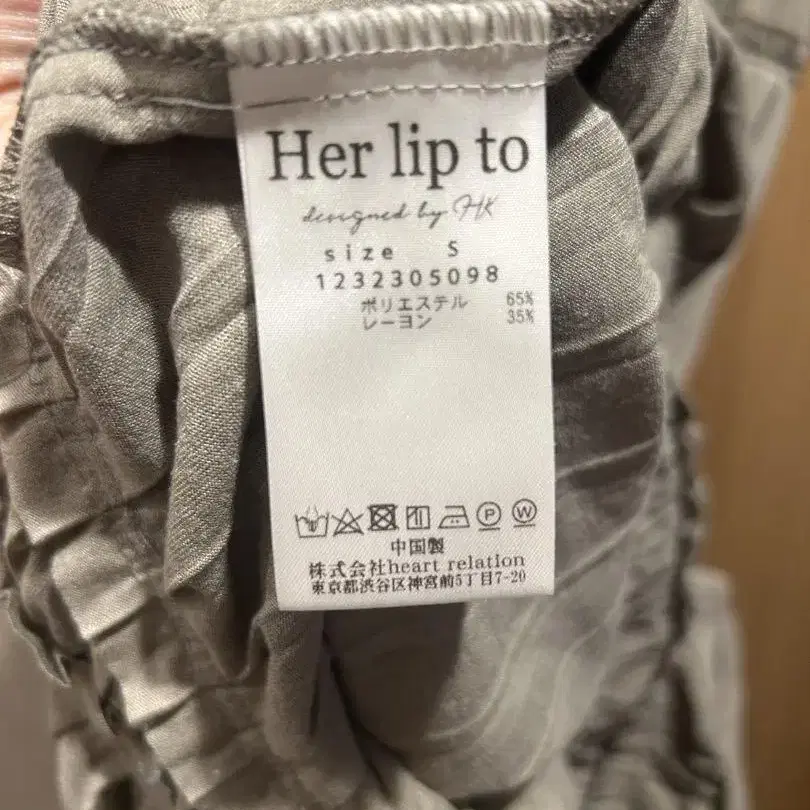 Her lip to
designed by HK
size S
1232305098
ポリエステル 65%
レーヨン 35%
P W
中国製
株式会社heart relation
東京都渋谷区神宮前5丁目7-20